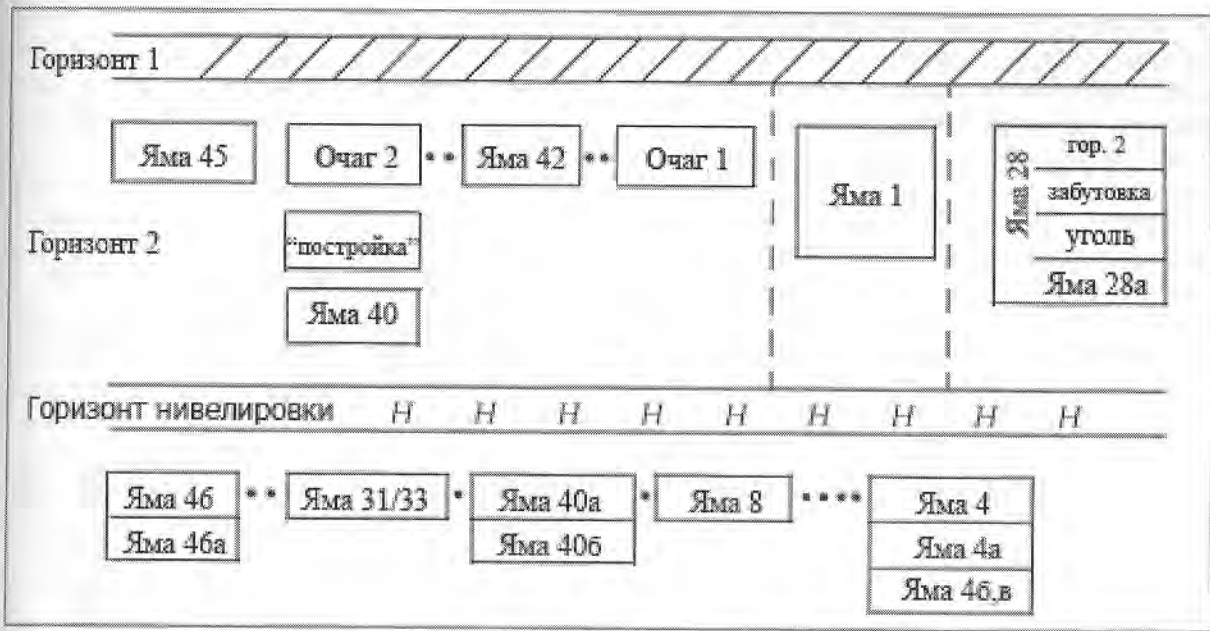 Горизонт 1
Яма 45
Очаг 2
Яма 42
Очаг 1
Яма 1
Яма 28
гор. 2
забутовка
уголь
Яма 28а
Горизонт 2
“постройка”
Яма 40
Горизонт нивелировки Н Н Н Н Н Н Н Н Н
Яма 46
Яма 46а
Яма 31/33
Яма 40а
Яма 40б
Яма 8
Яма 4
Яма 4а
Яма 4б,в